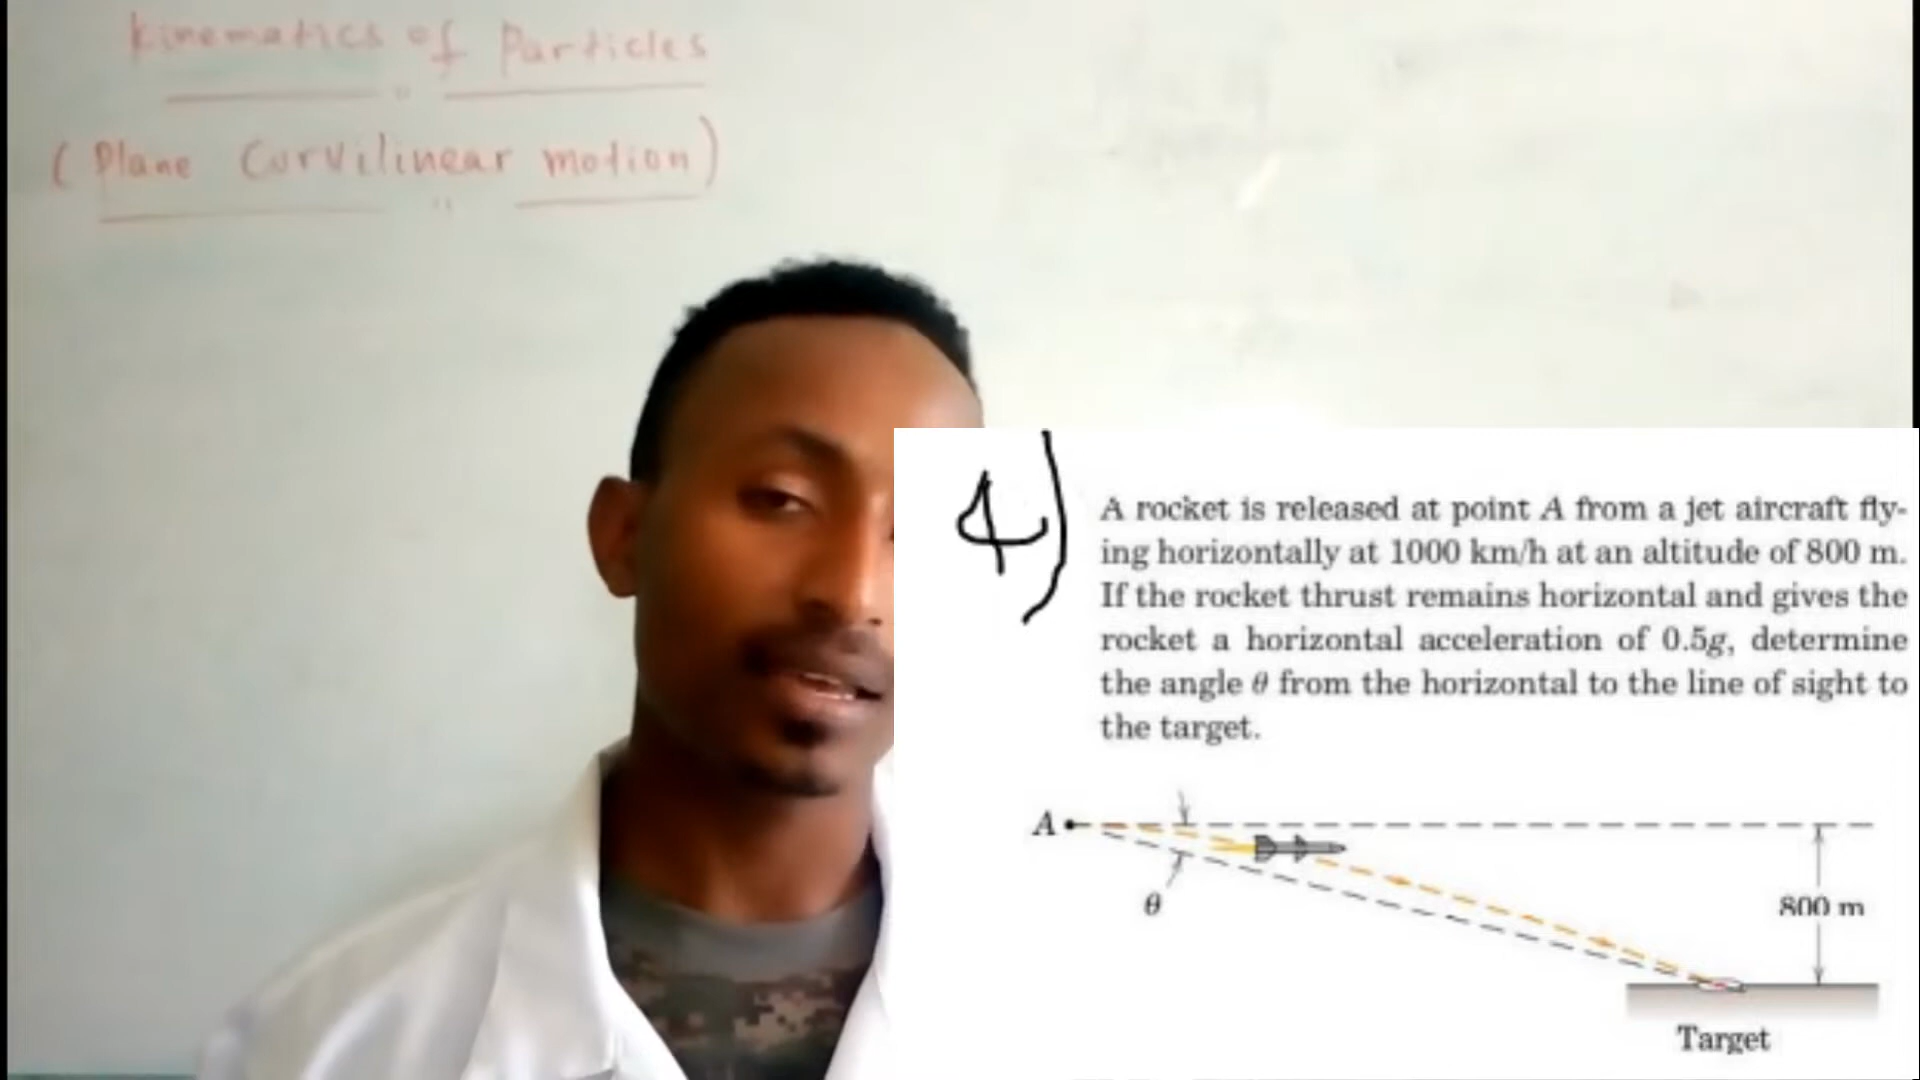 kinematics of Particles
(Plane Curvilinear motion)
4)
A rocket is released at point A from a jet aircraft fly-
ing horizontally at 1000 km/h at an altitude of 800 m.
If the rocket thrust remains horizontal and gives the
rocket a horizontal acceleration of 0.5g, determine
the angle θ from the horizontal to the line of sight to
the target.
A
θ
800 m
Target